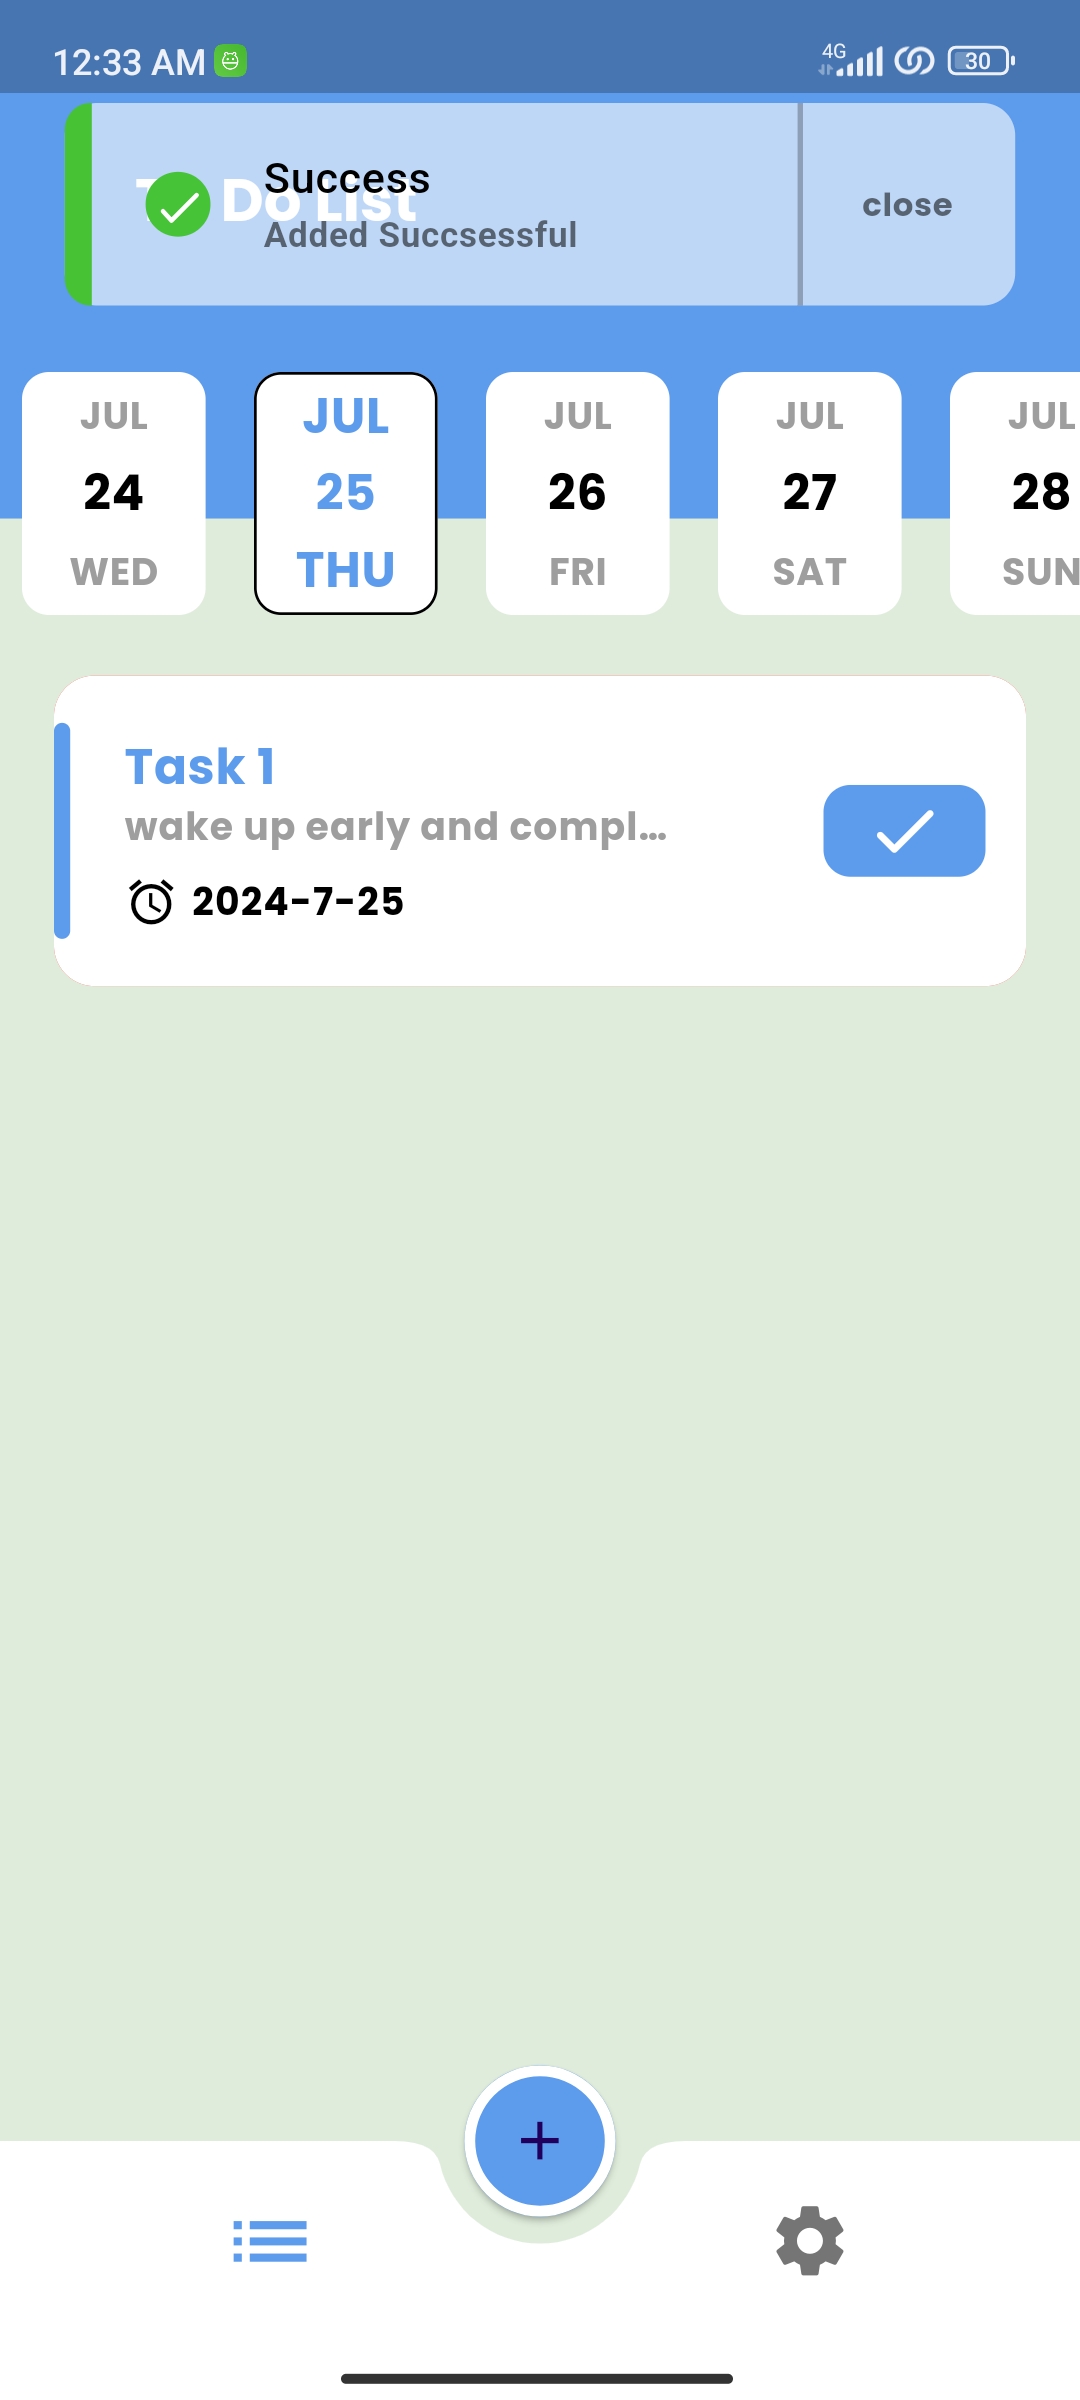 12:33 AM
4G
30
To Do List
Success
Added Succsessful
close
JUL
24
WED
JUL
25
THU
JUL
26
FRI
JUL
27
SAT
JUL
28
SUN
Task 1
wake up early and compl...
2024-7-25